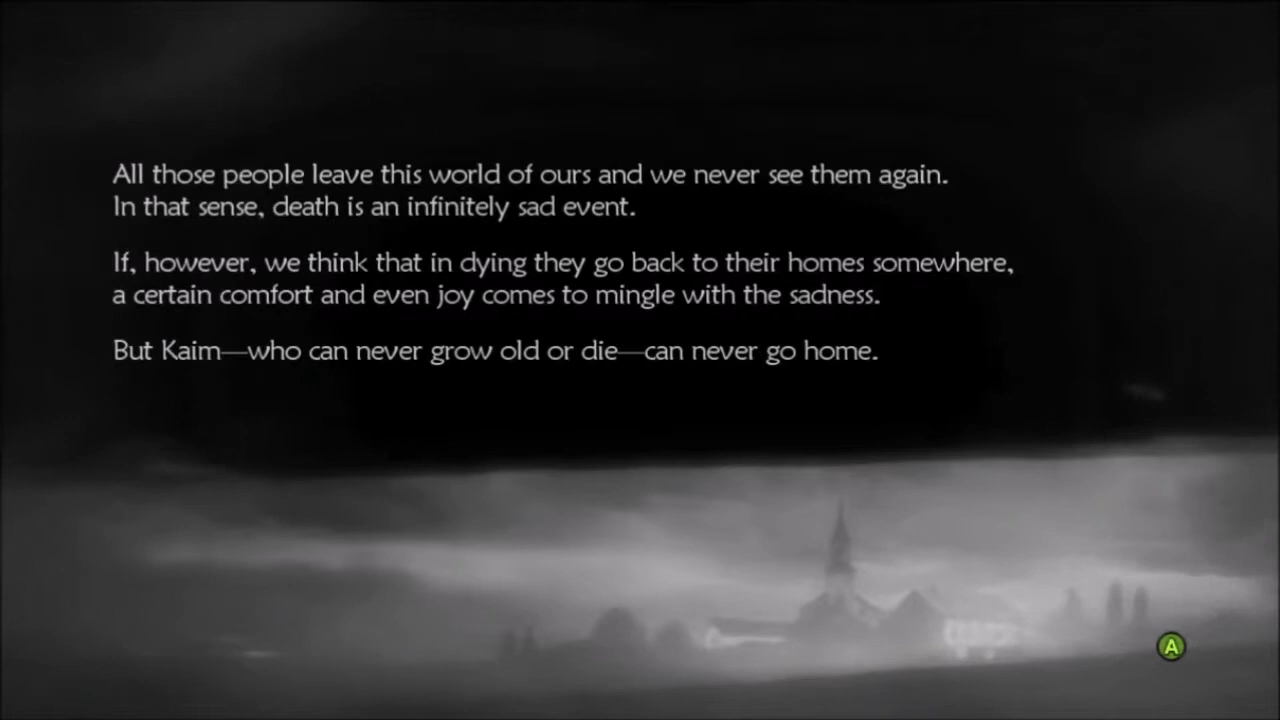 All those people leave this world of ours and we never see them again.
In that sense, death is an infinitely sad event.
If, however, we think that in dying they go back to their homes somewhere,
a certain comfort and even joy comes to mingle with the sadness.
But Kaim—who can never grow old or die—can never go home.
A